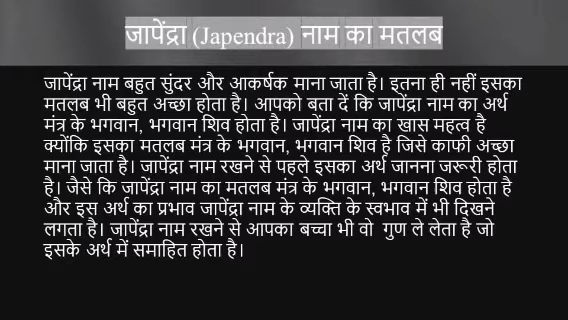 जापेंद्रा (Japendra) नाम का मतलब
जापेंद्रा नाम बहुत सुंदर और आकर्षक माना जाता है। इतना ही नहीं इसका
मतलब भी बहुत अच्छा होता है। आपको बता दें कि जापेंद्रा नाम का अर्थ
मंत्र के भगवान, भगवान शिव होता है। जापेंद्रा नाम का खास महत्व है
क्योंकि इसका मतलब मंत्र के भगवान, भगवान शिव है जिसे काफी अच्छा
माना जाता है। जापेंद्रा नाम रखने से पहले इसका अर्थ जानना जरूरी होता
है। जैसे कि जापेंद्रा नाम का मतलब मंत्र के भगवान, भगवान शिव होता है
और इस अर्थ का प्रभाव जापेंद्रा नाम के व्यक्ति के स्वभाव में भी दिखने
लगता है। जापेंद्रा नाम रखने से आपका बच्चा भी वो गुण ले लेता है जो
इसके अर्थ में समाहित होता है।